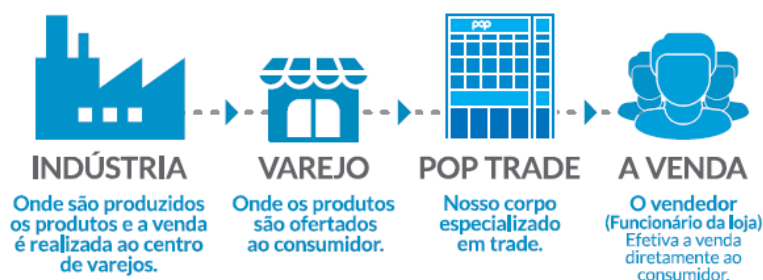 pop
INDÚSTRIA
Onde são produzidos
os produtos e a venda
é realizada ao centro
de varejos.
VAREJO
Onde os produtos
são ofertados
ao consumidor.
POP TRADE
Nosso corpo
especializado
em trade.
A VENDA
O vendedor
(Funcionário da loja)
Efetiva a venda
diretamente ao
consumidor.